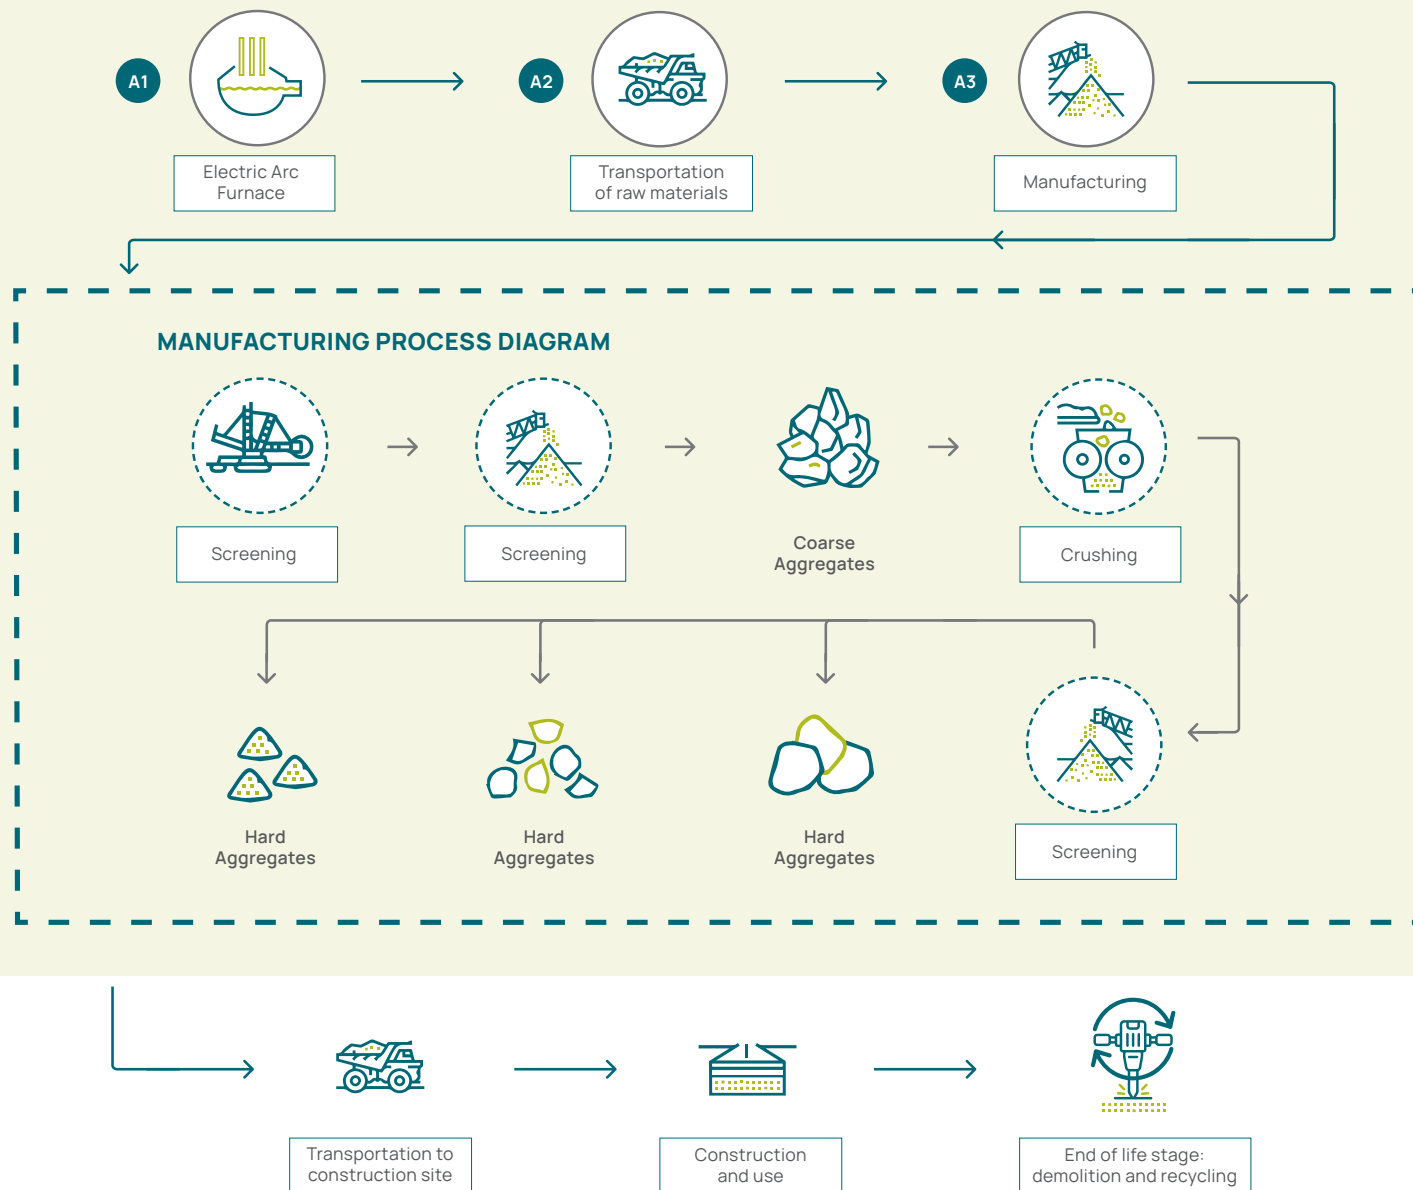 A1
Electric Arc
Furnace
A2
Transportation
of raw materials
A3
Manufacturing
MANUFACTURING PROCESS DIAGRAM
Screening
Screening
Coarse
Aggregates
Crushing
Hard
Aggregates
Hard
Aggregates
Hard
Aggregates
Screening
Transportation to
construction site
Construction
and use
End of life stage:
demolition and recycling